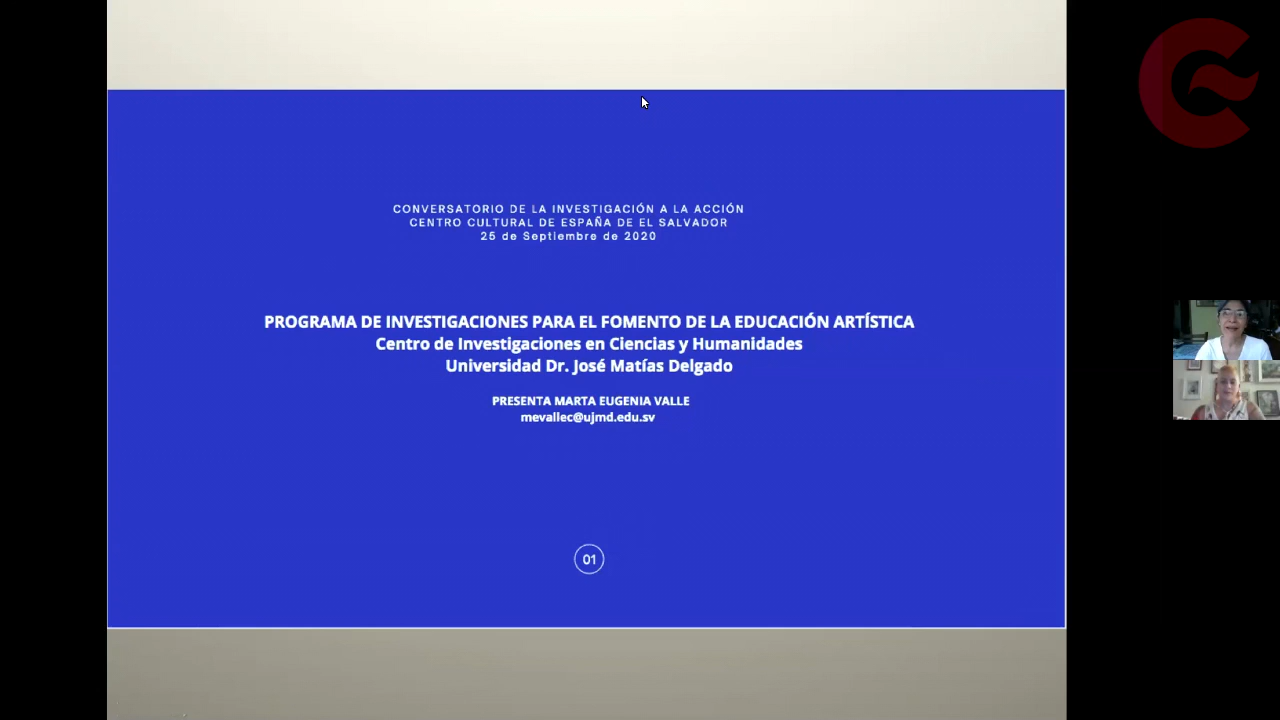 CONVERSATORIO DE LA INVESTIGACIÓN A LA ACCIÓN
CENTRO CULTURAL DE ESPAÑA DE EL SALVADOR
25 de Septiembre de 2020
PROGRAMA DE INVESTIGACIONES PARA EL FOMENTO DE LA EDUCACIÓN ARTÍSTICA
Centro de Investigaciones en Ciencias y Humanidades
Universidad Dr. José Matías Delgado
PRESENTA MARTA EUGENIA VALLE
mevallec@ujmd.edu.sv
01